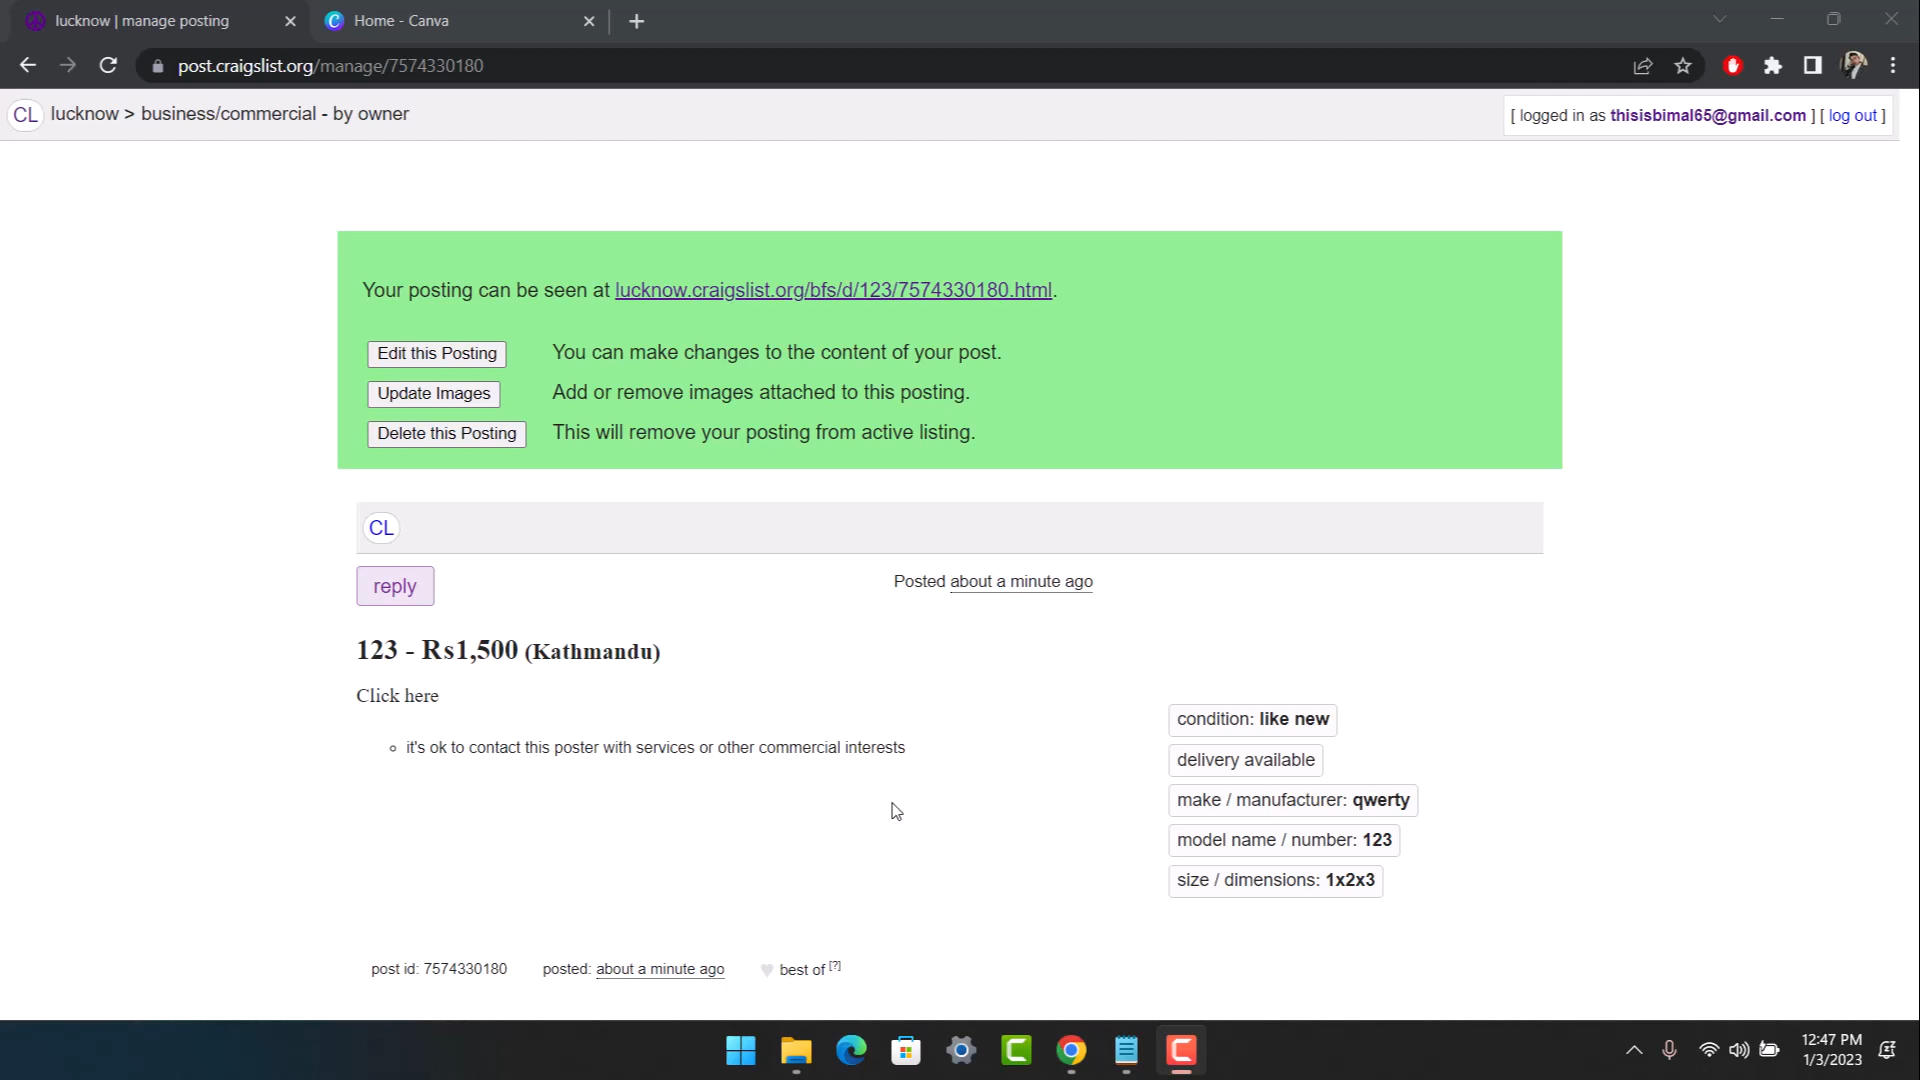 lucknow | manage posting
Home - Canva
post.craigslist.org/manage/7574330180
CL lucknow > business/commercial - by owner
[ logged in as thisisbimal65@gmail.com ] [ log out ]
Your posting can be seen at lucknow.craigslist.org/bfs/d/123/7574330180.html.
Edit this Posting You can make changes to the content of your post.
Update Images Add or remove images attached to this posting.
Delete this Posting This will remove your posting from active listing.
CL
reply
Posted about a minute ago
123 - Rs1,500 (Kathmandu)
Click here
it's ok to contact this poster with services or other commercial interests
condition: like new
delivery available
make / manufacturer: qwerty
model name / number: 123
size / dimensions: 1x2x3
post id: 7574330180 posted: about a minute ago ♥ best of [?]
12:47 PM
1/3/2023